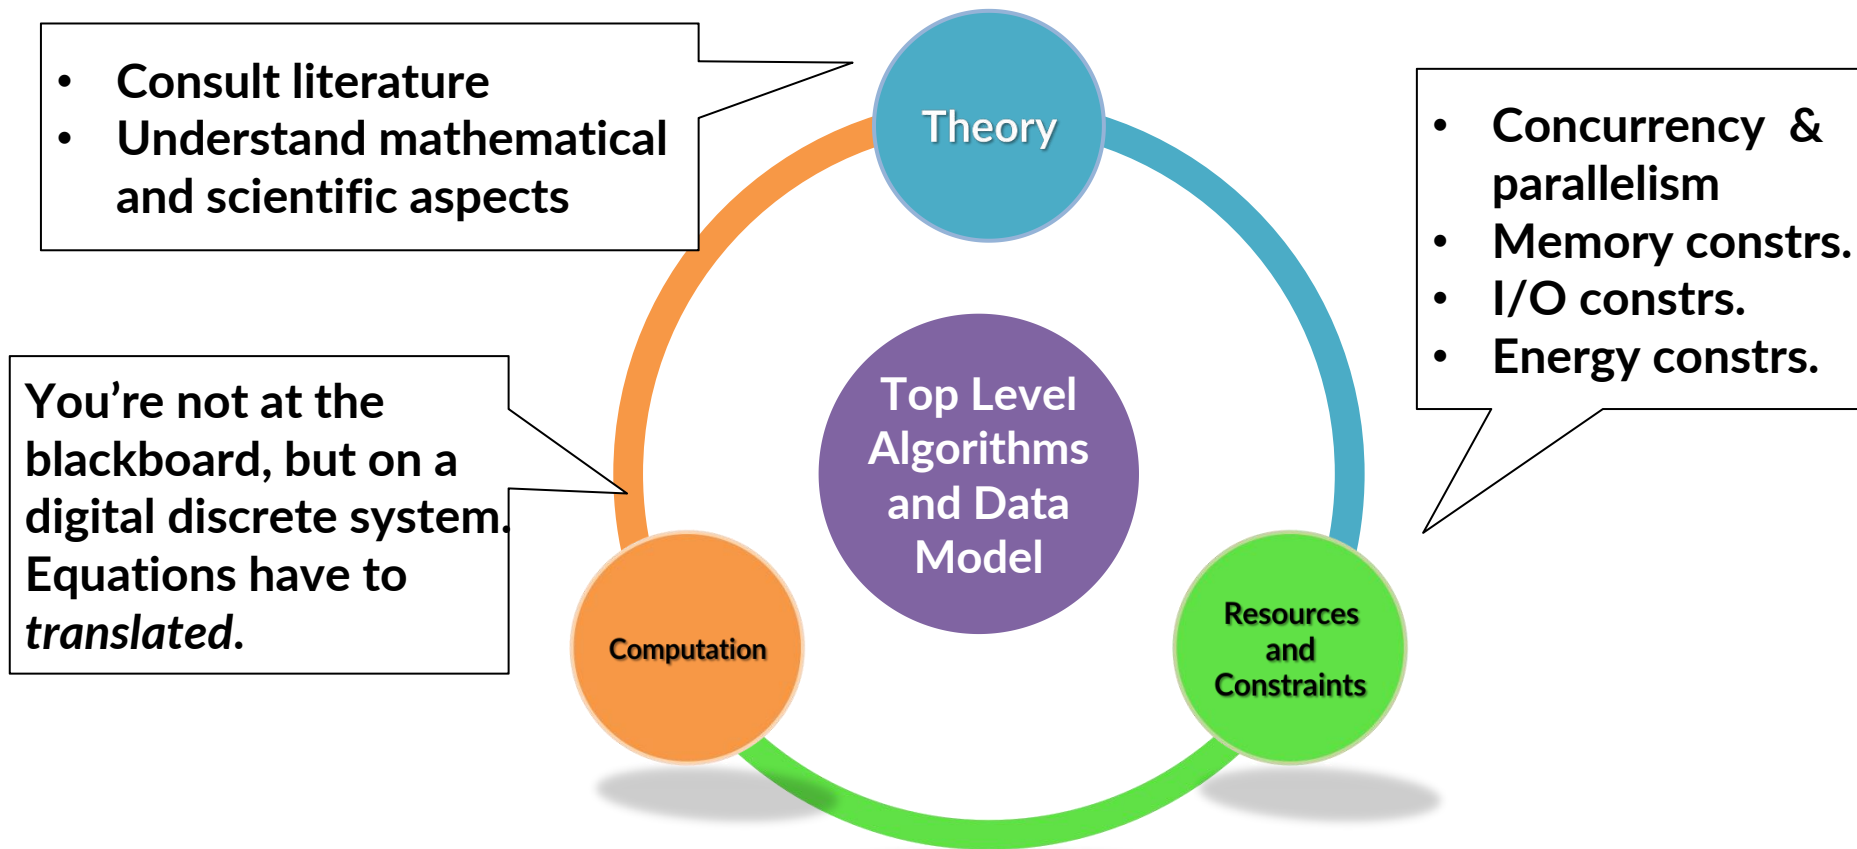 • Consult literature
• Understand mathematical
and scientific aspects
Theory
• Concurrency & 
parallelism
• Memory constrs.
• I/O constrs.
• Energy constrs.
You’re not at the
blackboard, but on a
digital discrete system.
Equations have to
translated.
Top Level
Algorithms
and Data
Model
Computation
Resources
and
Constraints